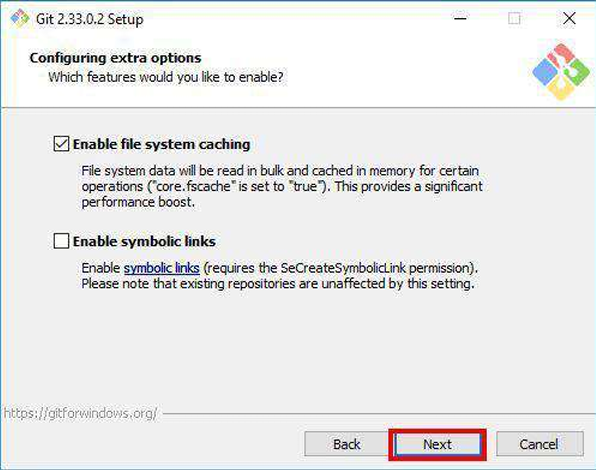 Git 2.33.0.2 Setup
Configuring extra options
Which features would you like to enable?
Enable file system caching
File system data will be read in bulk and cached in memory for certain
operations ("core.fscache" is set to "true"). This provides a significant
performance boost.
Enable symbolic links
Enable symbolic links (requires the SeCreateSymbolicLink permission).
Please note that existing repositories are unaffected by this setting.
https://gitforwindows.org/
Back Next Cancel